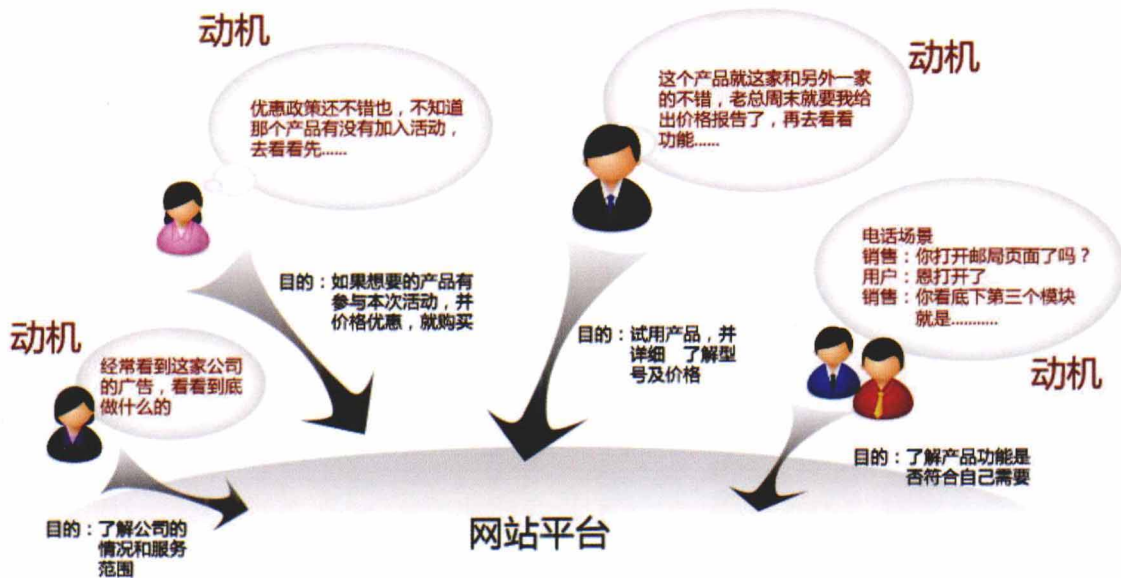 动机
优惠政策还不错也，不知道
那个产品有没有加入活动，
去看看先......
目的：如果想要的产品有
参与本次活动，并
价格优惠，就购买
动机
这个产品就这家和另外一家
的不错，老总周末就要我给
出价格报告了，再去看看
功能......
目的：试用产品，并
详细 了解型
号及价格
电话场景
销售：你打开邮局页面了吗？
用户：恩打开了
销售：你看底下第三个模块
就是...........
动机
目的：了解产品功能是
否符合自己需要
动机
经常看到这家公司
的广告，看看到底
做什么的
目的：了解公司的
情况和服务
范围
网站平台